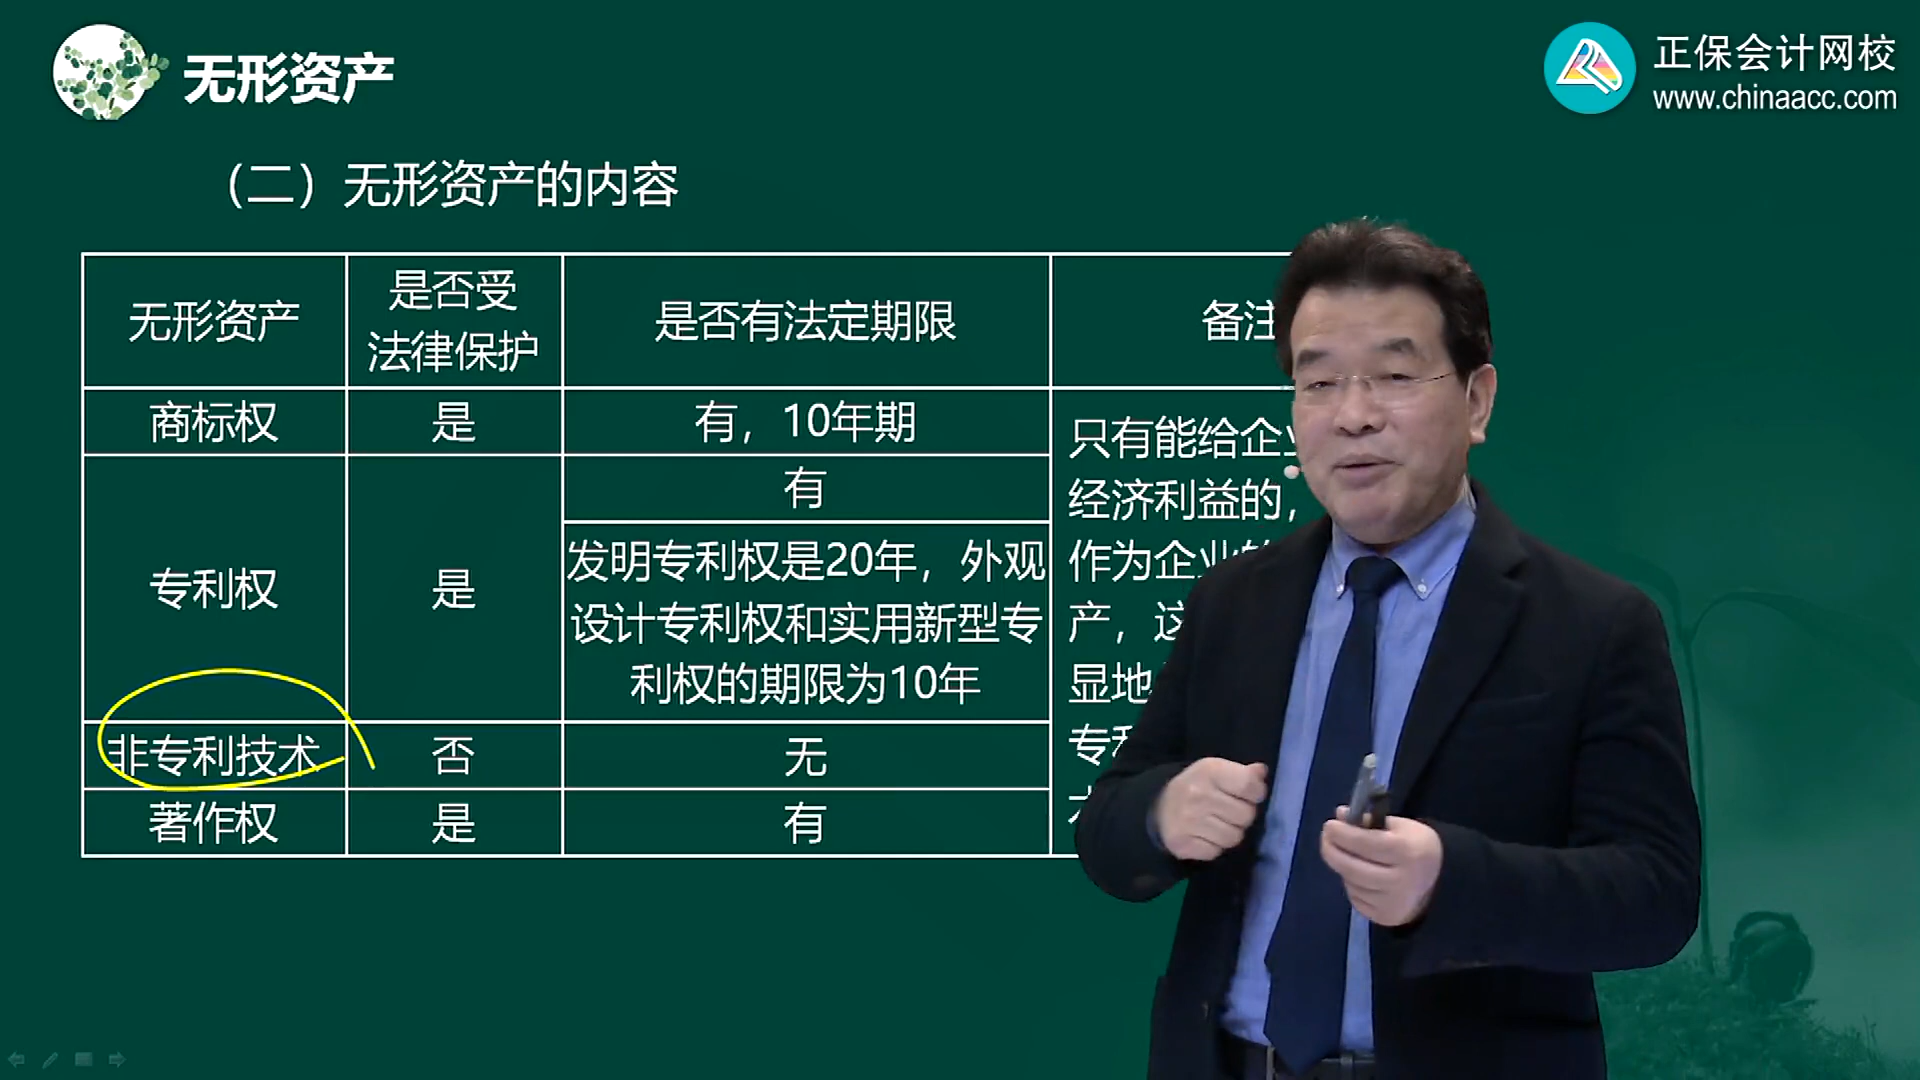 无形资产
正保会计网校
www.chinaacc.com
（二）无形资产的内容
无形资产
是否受
法律保护
是否有法定期限
备注
商标权
是
有，10年期
只有能给企业
经济利益的，
作为企业的
产，这
显地
专利
专利权
是
有
发明专利权是20年，外观
设计专利权和实用新型专
利权的期限为10年
非专利技术
否
无
著作权
是
有